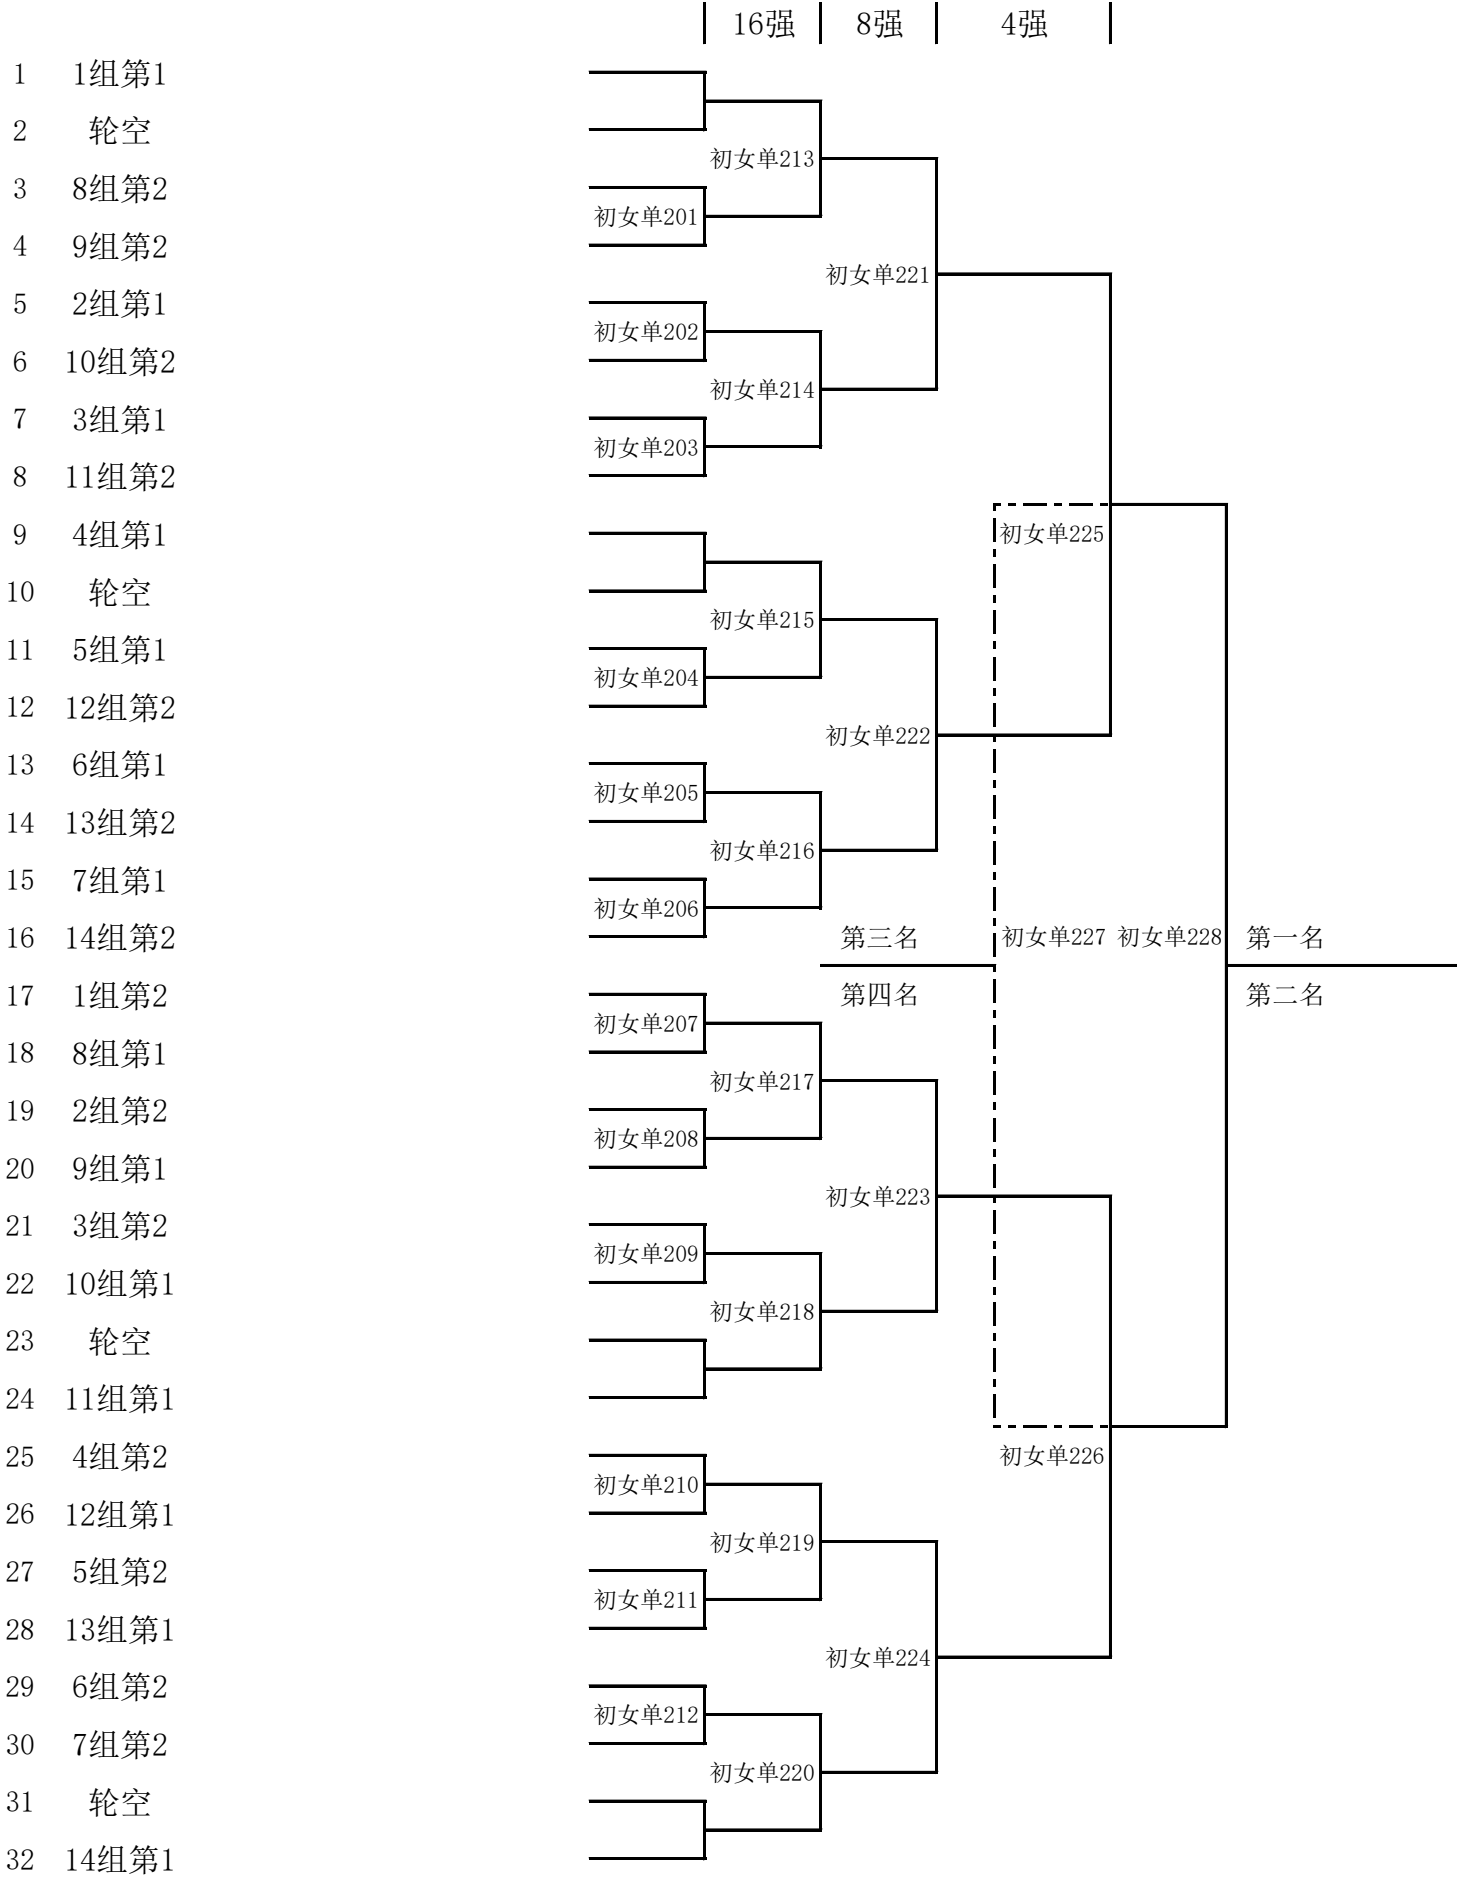 16强 8强 4强
1 1组第1
2 轮空
初女单213
3 8组第2
初女单201
4 9组第2
初女单221
5 2组第1
初女单202
6 10组第2
初女单214
7 3组第1
初女单203
8 11组第2
9 4组第1 初女单225
10 轮空
初女单215
11 5组第1
初女单204
12 12组第2
初女单222
13 6组第1
初女单205
14 13组第2
初女单216
15 7组第1
初女单206
16 14组第2 第三名 初女单227 初女单228 第一名
17 1组第2 第四名 第二名
初女单207
18 8组第1
初女单217
19 2组第2
初女单208
20 9组第1
初女单223
21 3组第2
初女单209
22 10组第1
初女单218
23 轮空
24 11组第1
25 4组第2 初女单226
初女单210
26 12组第1
初女单219
27 5组第2
初女单211
28 13组第1
初女单224
29 6组第2
初女单212
30 7组第2
初女单220
31 轮空
32 14组第1